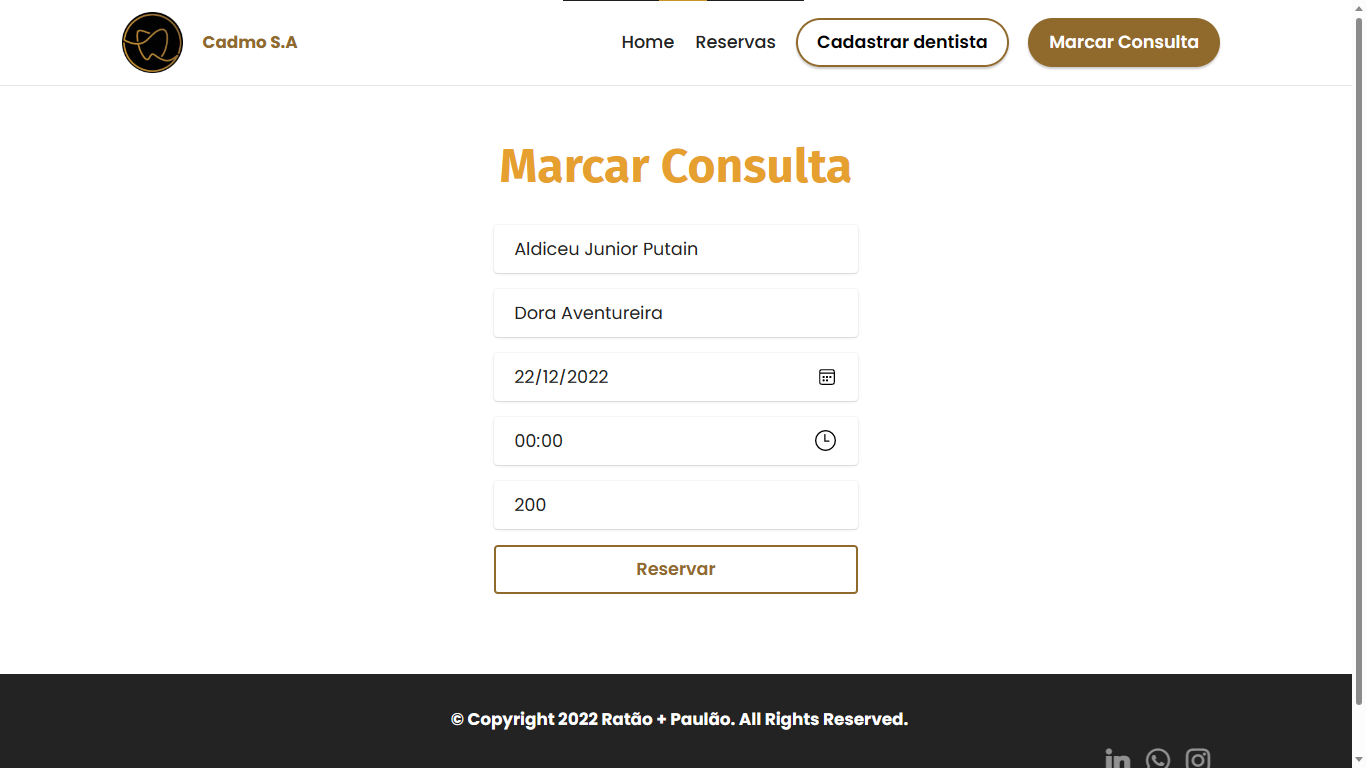 Cadmo S.A
Home Reservas Cadastrar dentista Marcar Consulta
Marcar Consulta
Aldiceu Junior Putain
Dora Aventureira
22/12/2022
00:00
200
Reservar
© Copyright 2022 Ratão + Paulão. All Rights Reserved.